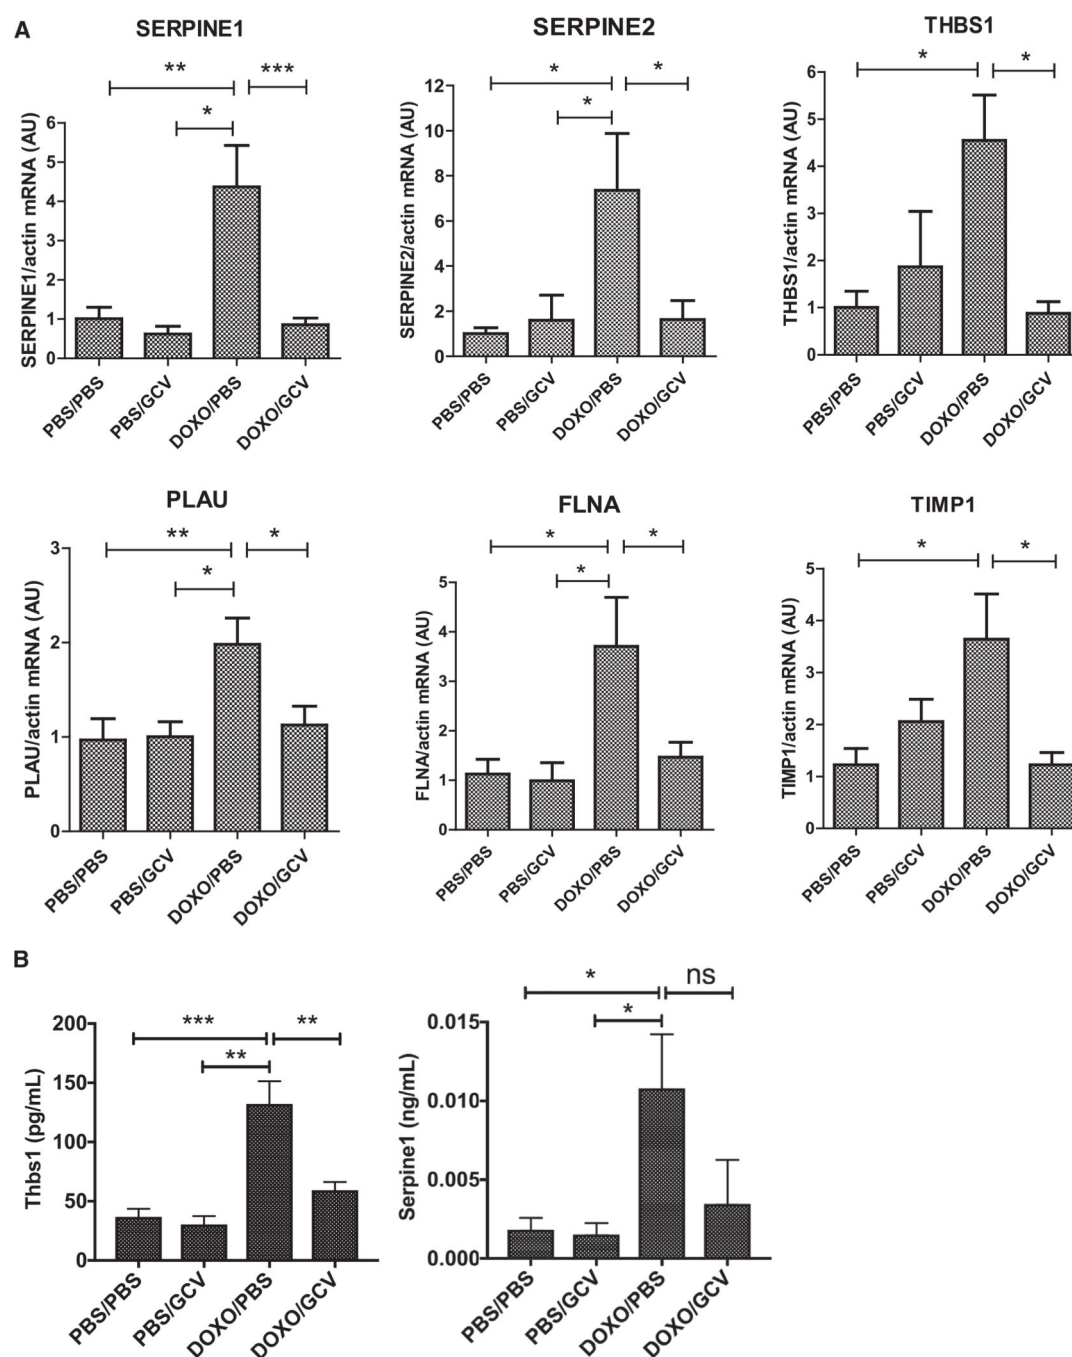 A
SERPINE1
** ***
*
SERPINE1/actin mRNA (AU)
6
5
4
3
2
1
0
PBS/PBS
PBS/GCV
DOXO/PBS
DOXO/GCV
SERPINE2
* *
*
SERPINE2/actin mRNA (AU)
12
10
8
6
4
2
0
PBS/PBS
PBS/GCV
DOXO/PBS
DOXO/GCV
THBS1
* *
THBS1/actin mRNA (AU)
6
5
4
3
2
1
0
PBS/PBS
PBS/GCV
DOXO/PBS
DOXO/GCV
PLAU
** *
*
PLAU/actin mRNA (AU)
3
2
1
0
PBS/PBS
PBS/GCV
DOXO/PBS
DOXO/GCV
FLNA
* *
*
FLNA/actin mRNA (AU)
5
4
3
2
1
0
PBS/PBS
PBS/GCV
DOXO/PBS
DOXO/GCV
TIMP1
* *
TIMP1/actin mRNA (AU)
5
4
3
2
1
0
PBS/PBS
PBS/GCV
DOXO/PBS
DOXO/GCV
B
*** **
**
Thbs1 (pg/mL)
200
150
100
50
0
PBS/PBS
PBS/GCV
DOXO/PBS
DOXO/GCV
* ns
*
Serpine1 (ng/mL)
0.015
0.010
0.005
0.000
PBS/PBS
PBS/GCV
DOXO/PBS
DOXO/GCV